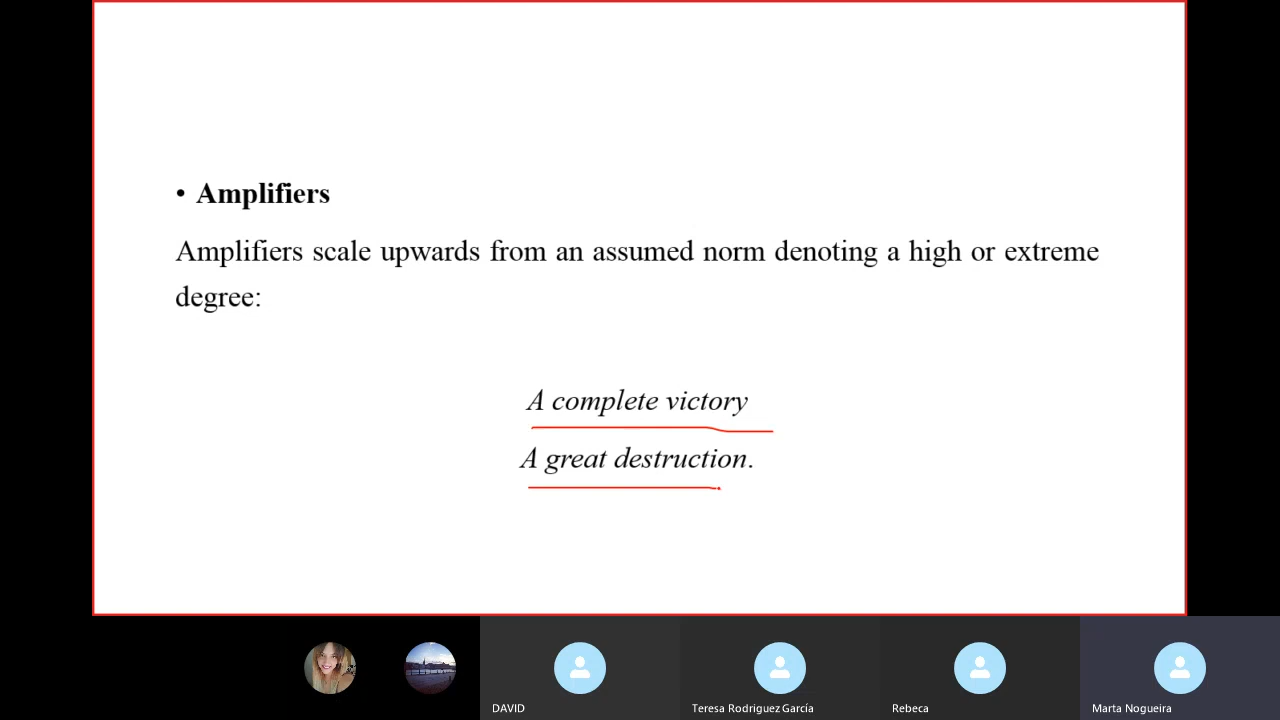 • Amplifiers
Amplifiers scale upwards from an assumed norm denoting a high or extreme
degree:
A complete victory
A great destruction.
DAVID
Teresa Rodriguez García
Rebeca
Marta Nogueira